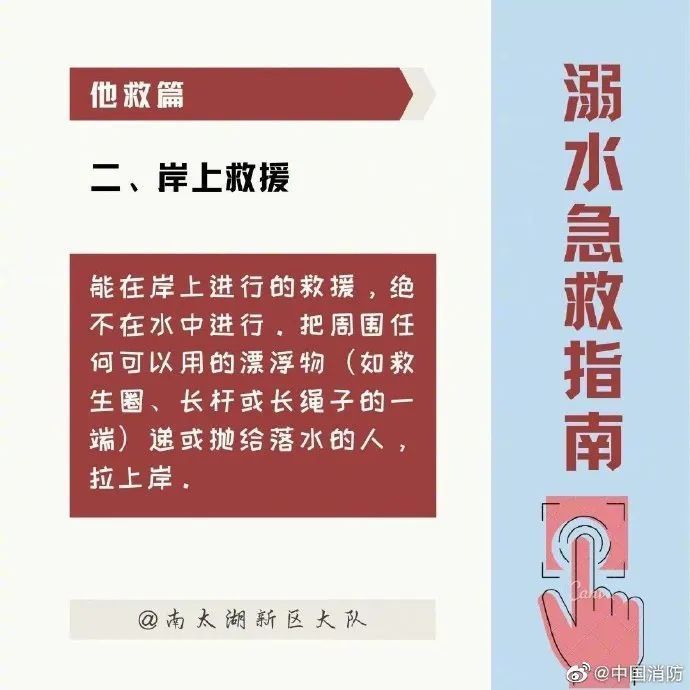 他救篇
二、岸上救援
能在岸上进行的救援，绝
不在水中进行．把周围任
何可以用的漂浮物（如救
生圈、长杆或长绳子的一
端）递或抛给落水的人，
拉上岸．
@南太湖新区大队
溺水急救指南
Canva
@中国消防